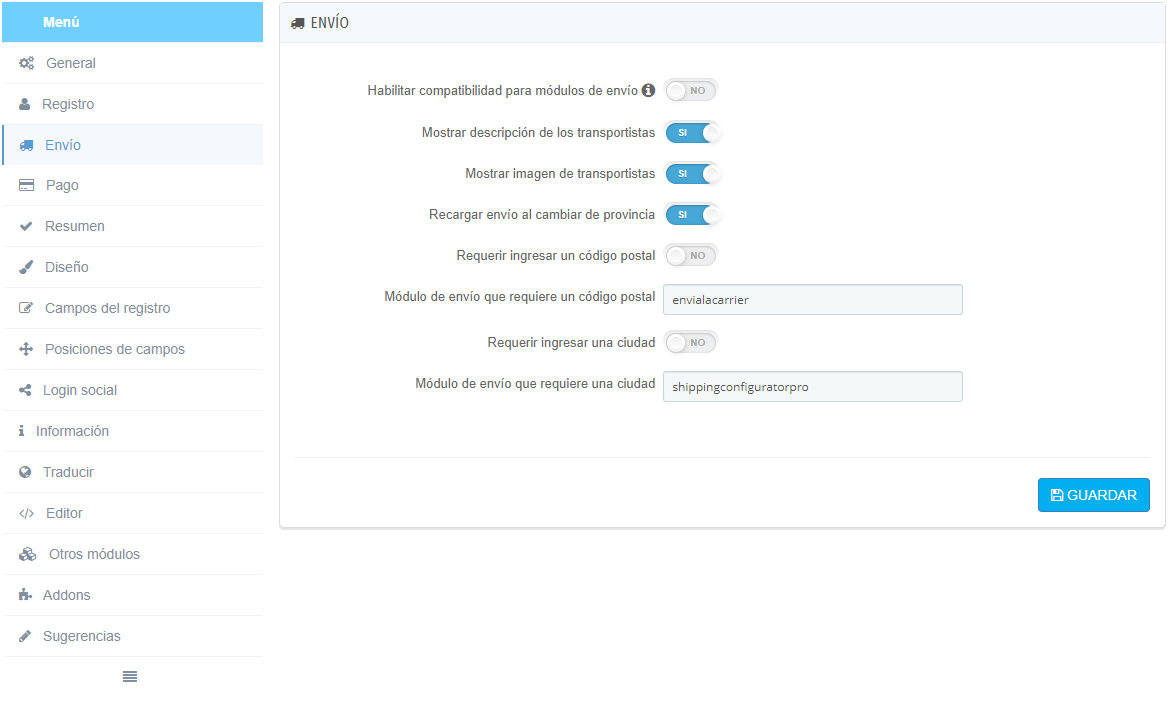 Menú
General
Registro
Envío
Pago
Resumen
Diseño
Campos del registro
Posiciones de campos
Login social
Información
Traducir
Editor
Otros módulos
Addons
Sugerencias
ENVÍO
Habilitar compatibilidad para módulos de envío NO
Mostrar descripción de los transportistas SI
Mostrar imagen de transportistas SI
Recargar envío al cambiar de provincia SI
Requerir ingresar un código postal NO
Módulo de envío que requiere un código postal envialacarrier
Requerir ingresar una ciudad NO
Módulo de envío que requiere una ciudad shippingconfiguratorpro
GUARDAR